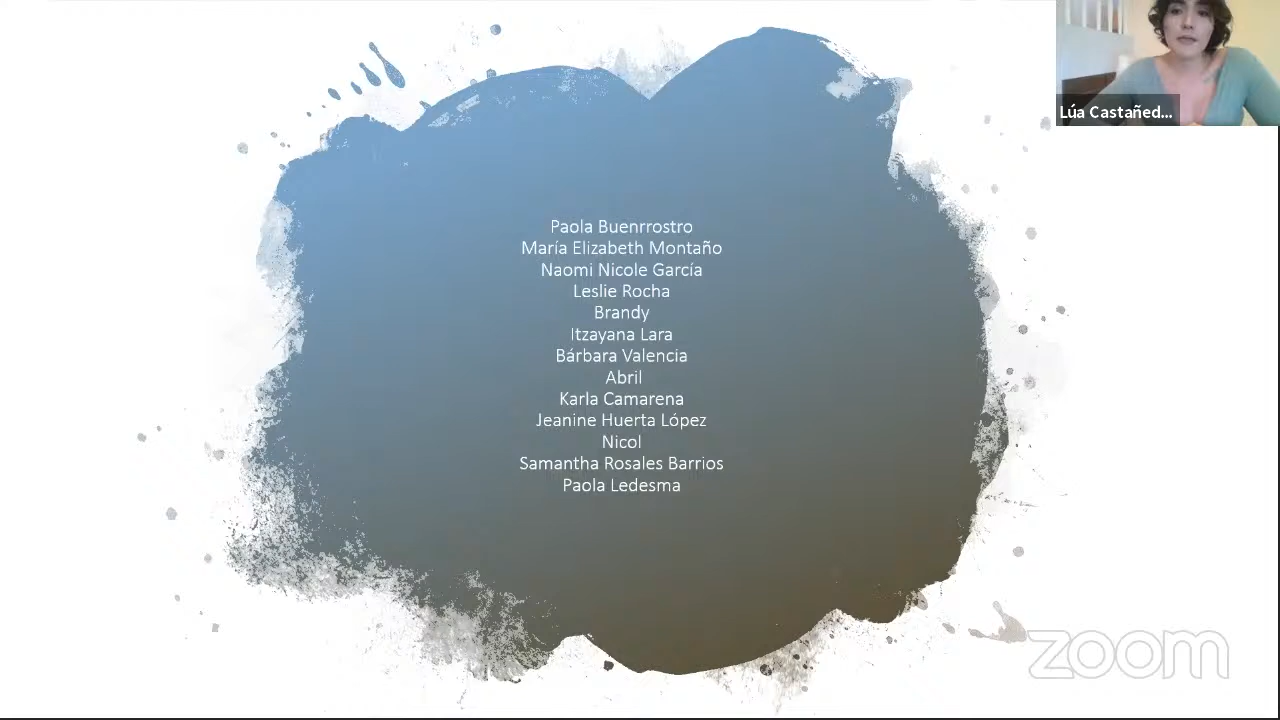 Lúa Castañed...
Paola Buenrrostro
María Elizabeth Montaño
Naomi Nicole García
Leslie Rocha
Brandy
Itzayana Lara
Bárbara Valencia
Abril
Karla Camarena
Jeanine Huerta López
Nicol
Samantha Rosales Barrios
Paola Ledesma
zoom